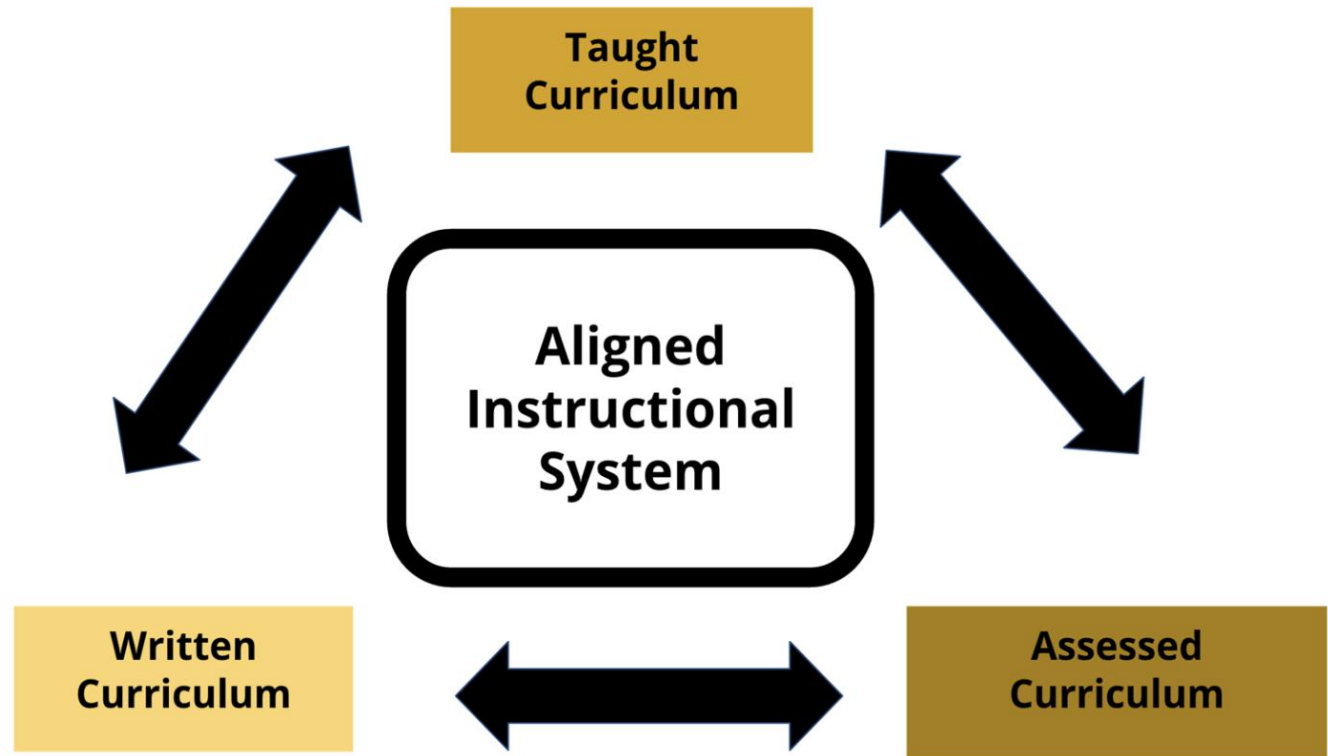 Taught
Curriculum
Aligned
Instructional
System
Written
Curriculum
Assessed
Curriculum